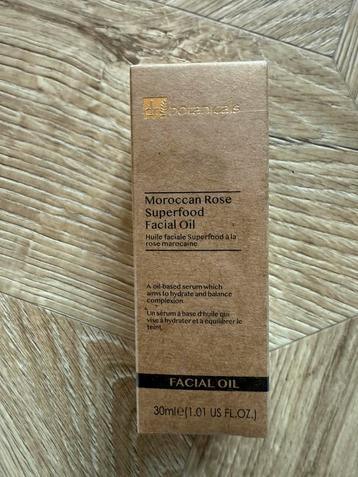 dr botanicals
Moroccan Rose
Superfood
Facial Oil
Huile faciale Superfood à la
rose marocaine
A oil-based serum which
aims to hydrate and balance
complexion.
Un sérum à base d'huile qui
vise à hydrater et à équilibrer le
teint.
FACIAL OIL
30ml e (1.01 US FL.OZ.)